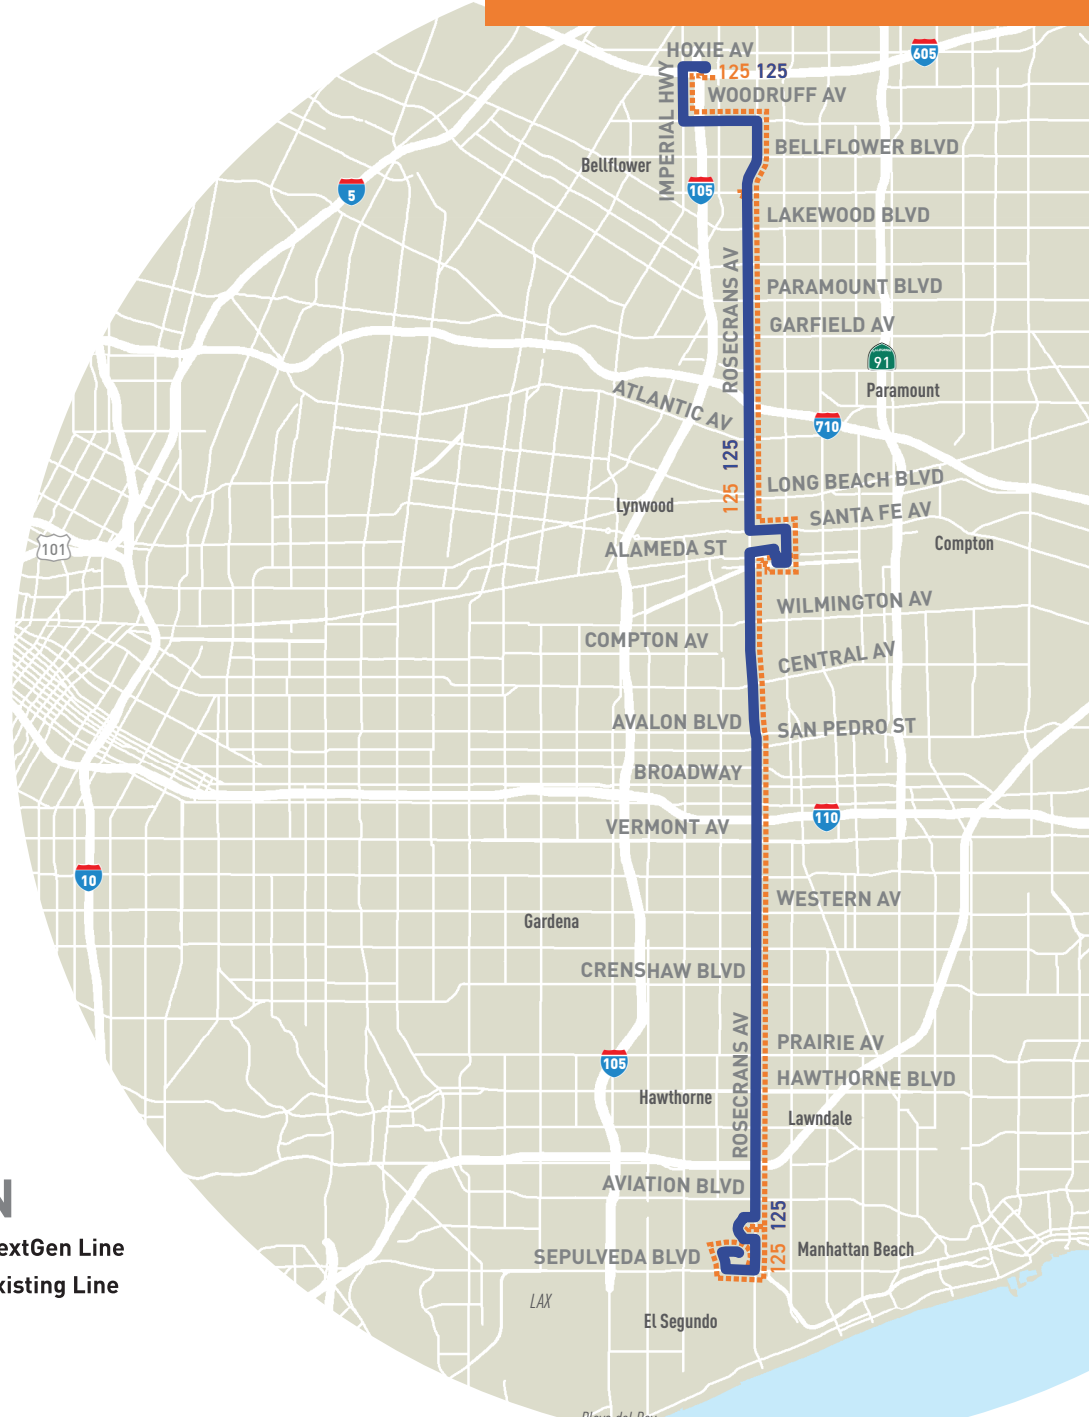 HOXIE AV
605
125 125
IMPERIAL HWY
WOODRUFF AV
BELLFLOWER BLVD
Bellflower
5
105
LAKEWOOD BLVD
ROSECRANS AV
PARAMOUNT BLVD
GARFIELD AV
91
Paramount
ATLANTIC AV
710
125
125
LONG BEACH BLVD
Lynwood
SANTA FE AV
101
ALAMEDA ST
Compton
WILMINGTON AV
COMPTON AV
CENTRAL AV
AVALON BLVD
SAN PEDRO ST
BROADWAY
110
VERMONT AV
10
WESTERN AV
Gardena
CRENSHAW BLVD
ROSECRANS AV
PRAIRIE AV
105
HAWTHORNE BLVD
Hawthorne
Lawndale
AVIATION BLVD
N
125
extGen Line
Manhattan Beach
SEPULVEDA BLVD
125
xisting Line
LAX
El Segundo